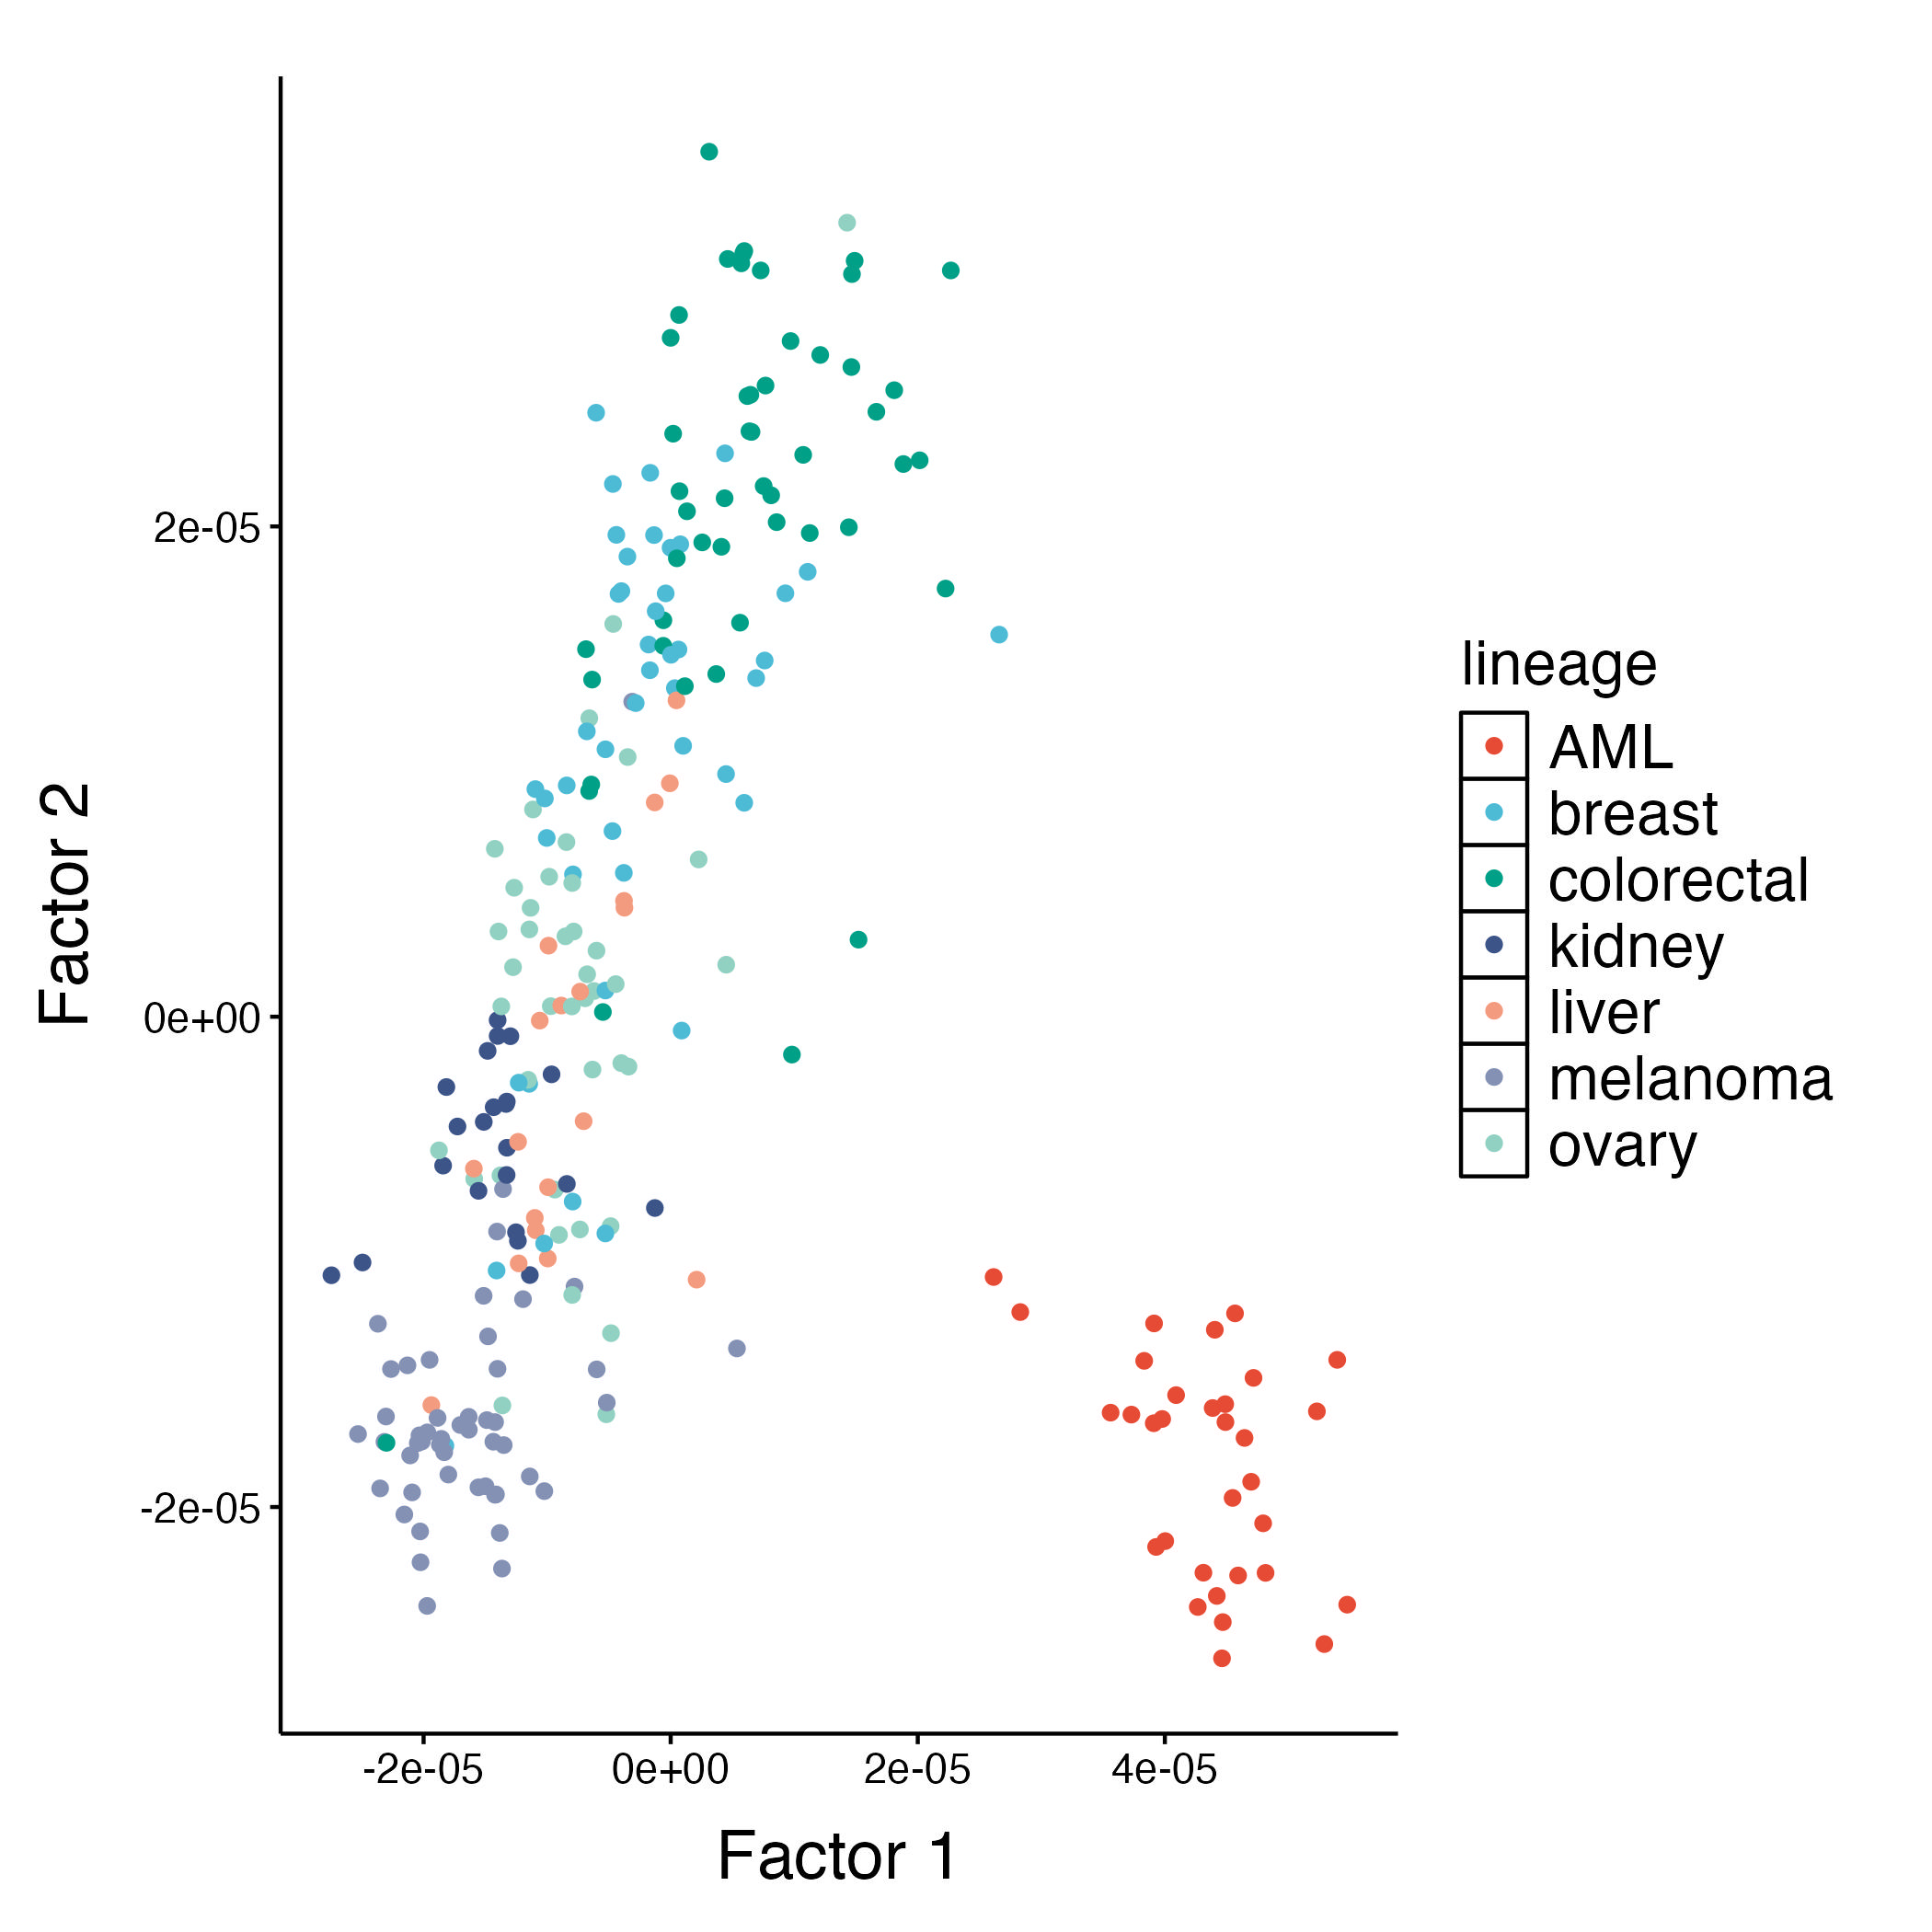 Factor 2
2e-05
0e+00
-2e-05
-2e-05 0e+00 2e-05 4e-05
Factor 1
lineage
AML
breast
colorectal
kidney
liver
melanoma
ovary